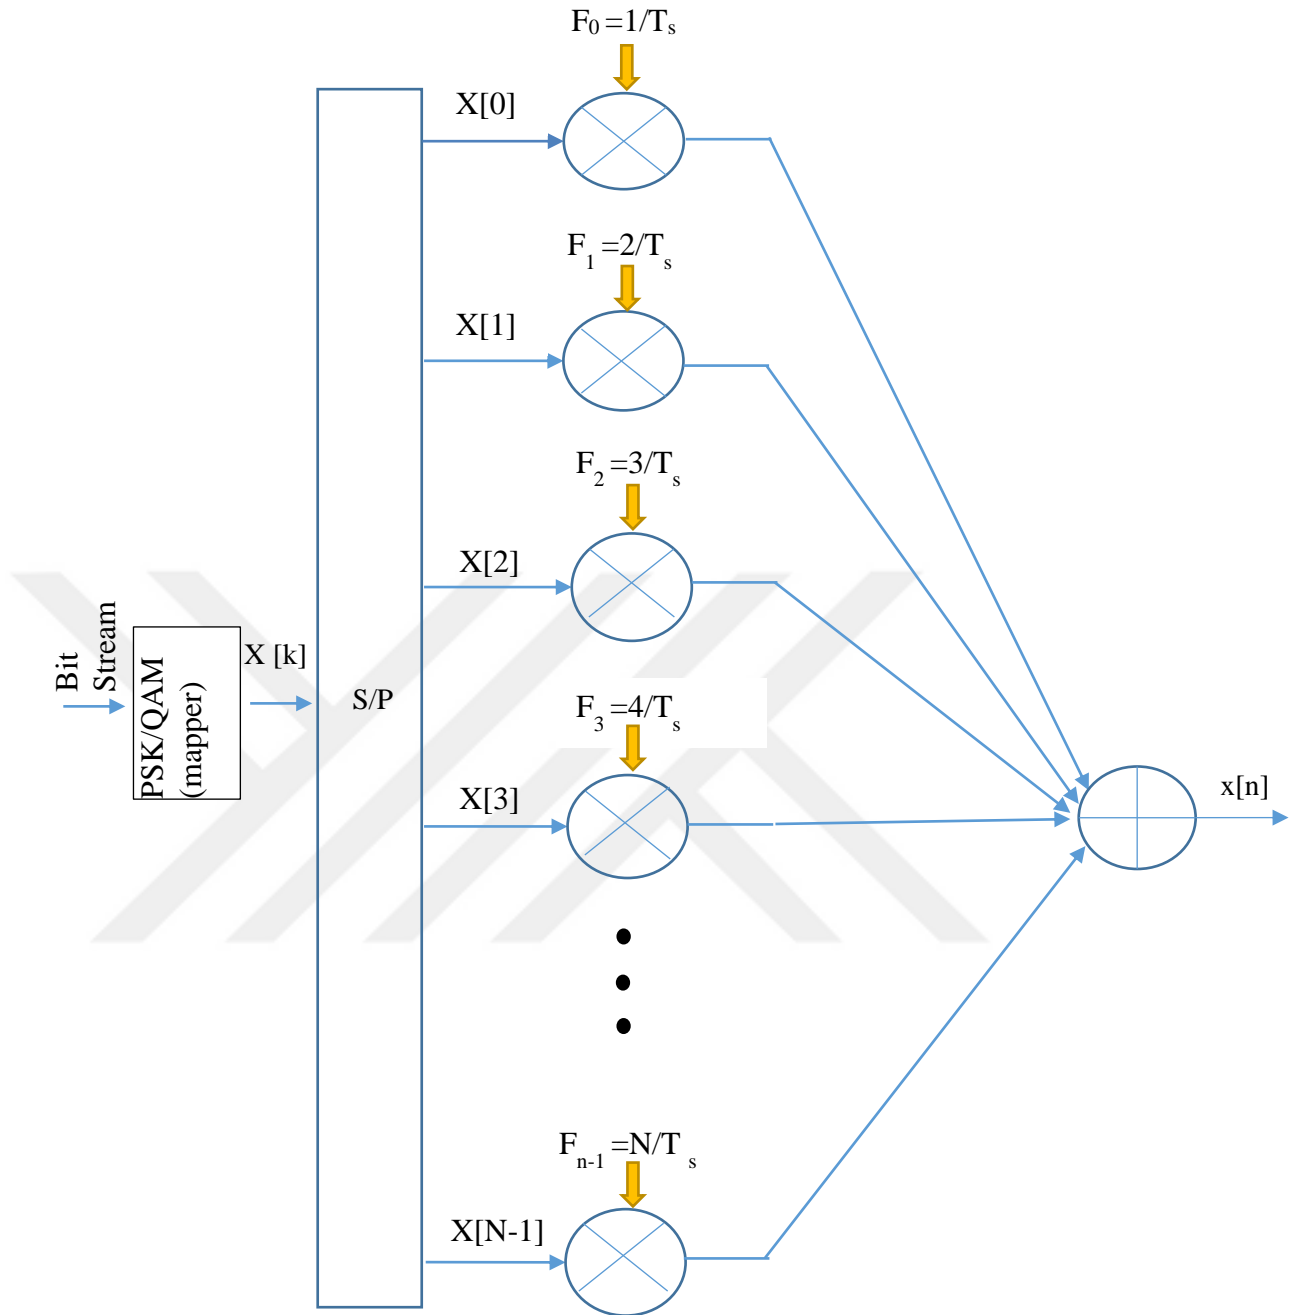 F₀ =1/Tₛ
X[0]
F₁ =2/Tₛ
X[1]
F₂ =3/Tₛ
X[2]
Bit
Stream
PSK/QAM
(mapper)
X [k]
S/P
F₃ =4/Tₛ
X[3]
x[n]
Fₙ₋₁ =N/T ₛ
X[N-1]